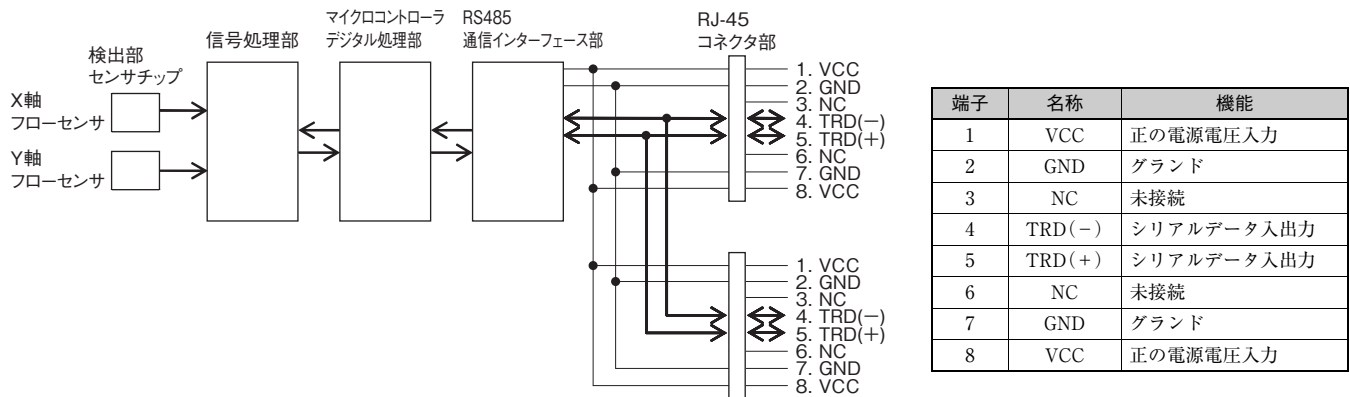 検出部
センサチップ
X軸
フローセンサ
Y軸
フローセンサ
信号処理部
マイクロコントローラ
デジタル処理部
RS485
通信インターフェース部
RJ-45
コネクタ部
1. VCC
2. GND
3. NC
4. TRD(−)
5. TRD(+)
6. NC
7. GND
8. VCC
1. VCC
2. GND
3. NC
4. TRD(−)
5. TRD(+)
6. NC
7. GND
8. VCC
端子 名称 機能
1 VCC 正の電源電圧入力
2 GND グランド
3 NC 未接続
4 TRD(−) シリアルデータ入出力
5 TRD(+) シリアルデータ入出力
6 NC 未接続
7 GND グランド
8 VCC 正の電源電圧入力